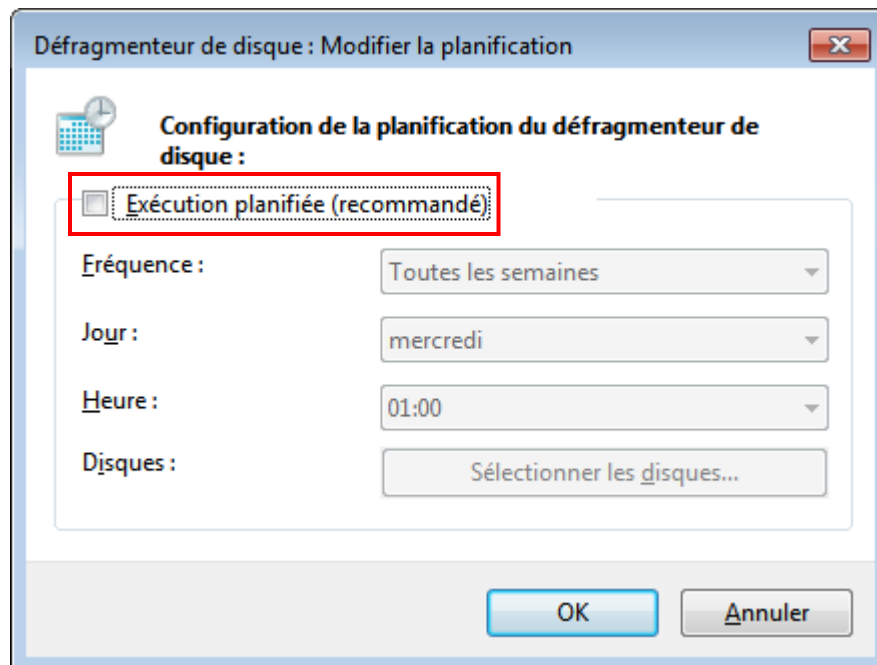 Défragmenteur de disque : Modifier la planification
Configuration de la planification du défragmenteur de
disque :
Exécution planifiée (recommandé)
Fréquence :
Toutes les semaines
Jour :
mercredi
Heure :
01:00
Disques :
Sélectionner les disques...
OK
Annuler